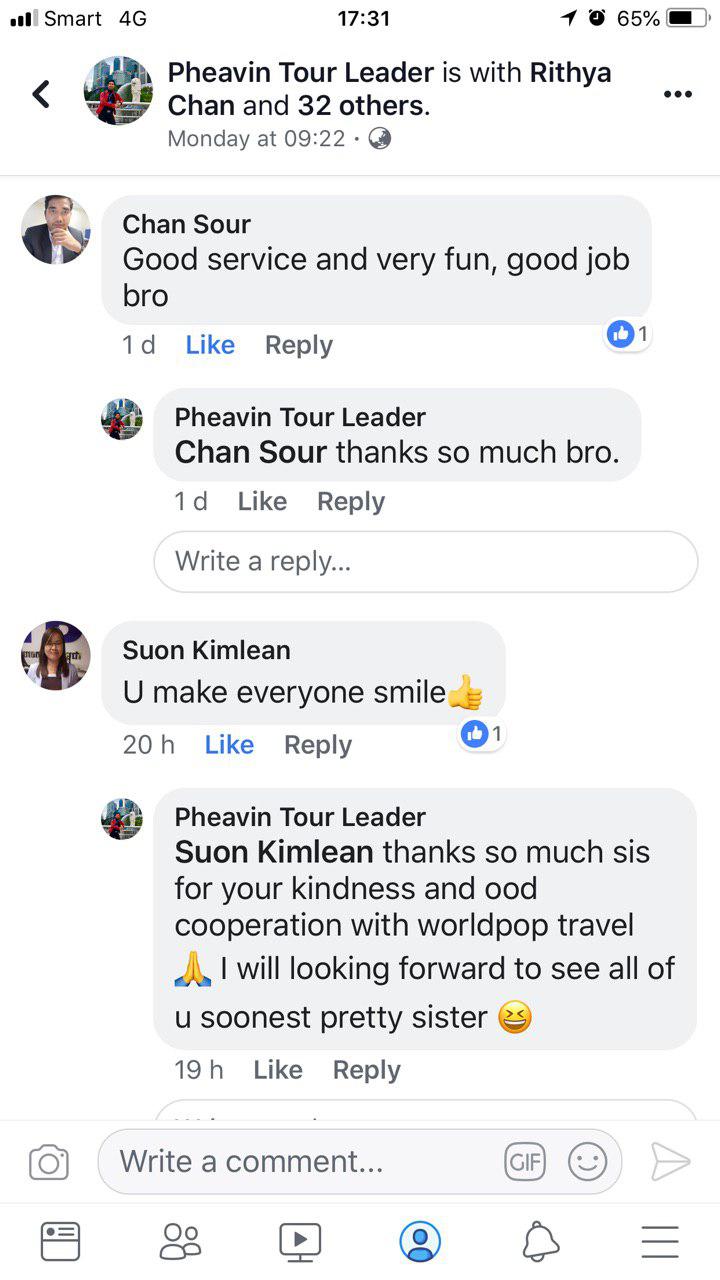 Smart 4G 17:31 65%
Pheavin Tour Leader is with Rithya
Chan and 32 others.
Monday at 09:22 ·
Chan Sour
Good service and very fun, good job
bro
1 d Like Reply 1
Pheavin Tour Leader
Chan Sour thanks so much bro.
1 d Like Reply
Write a reply...
Suon Kimlean
U make everyone smile👍
20 h Like Reply 1
Pheavin Tour Leader
Suon Kimlean thanks so much sis
for your kindness and ood
cooperation with worldpop travel
🙏 I will looking forward to see all of
u soonest pretty sister 😆
19 h Like Reply
Write a comment... GIF